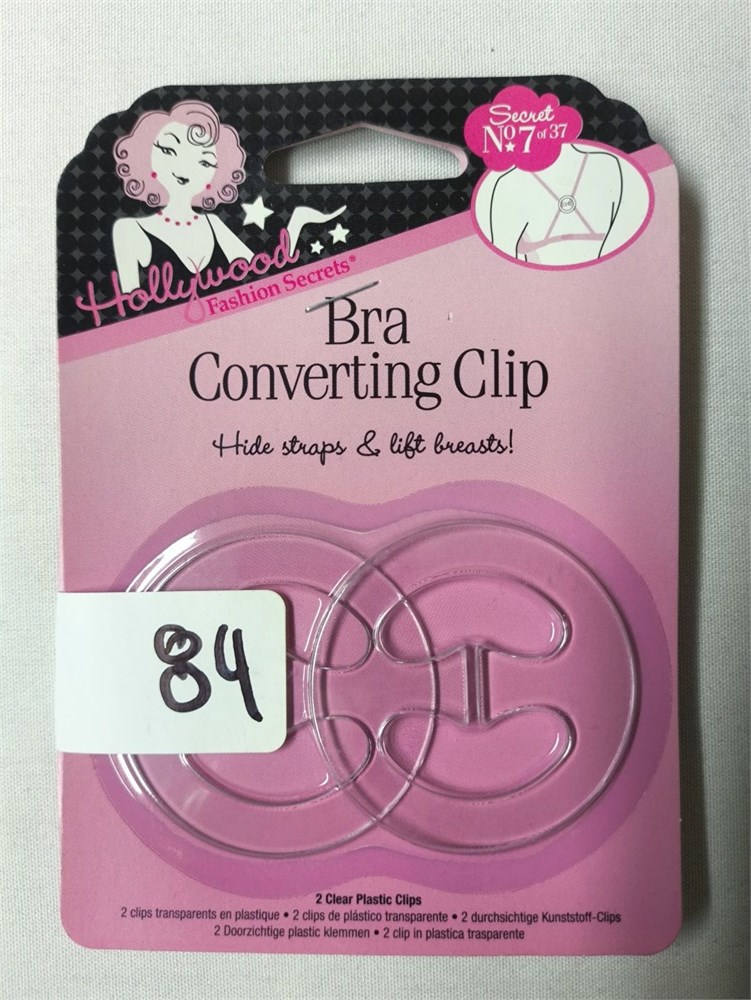 Secret
No 7 of 37
Hollywood
Fashion Secrets®
Bra
Converting Clip
Hide straps & lift breasts!
84
2 Clear Plastic Clips
2 clips transparents en plastique • 2 clips de plástico transparente • 2 durchsichtige Kunststoff-Clips
2 Doorzichtige plastic klemmen • 2 clip in plastica trasparente